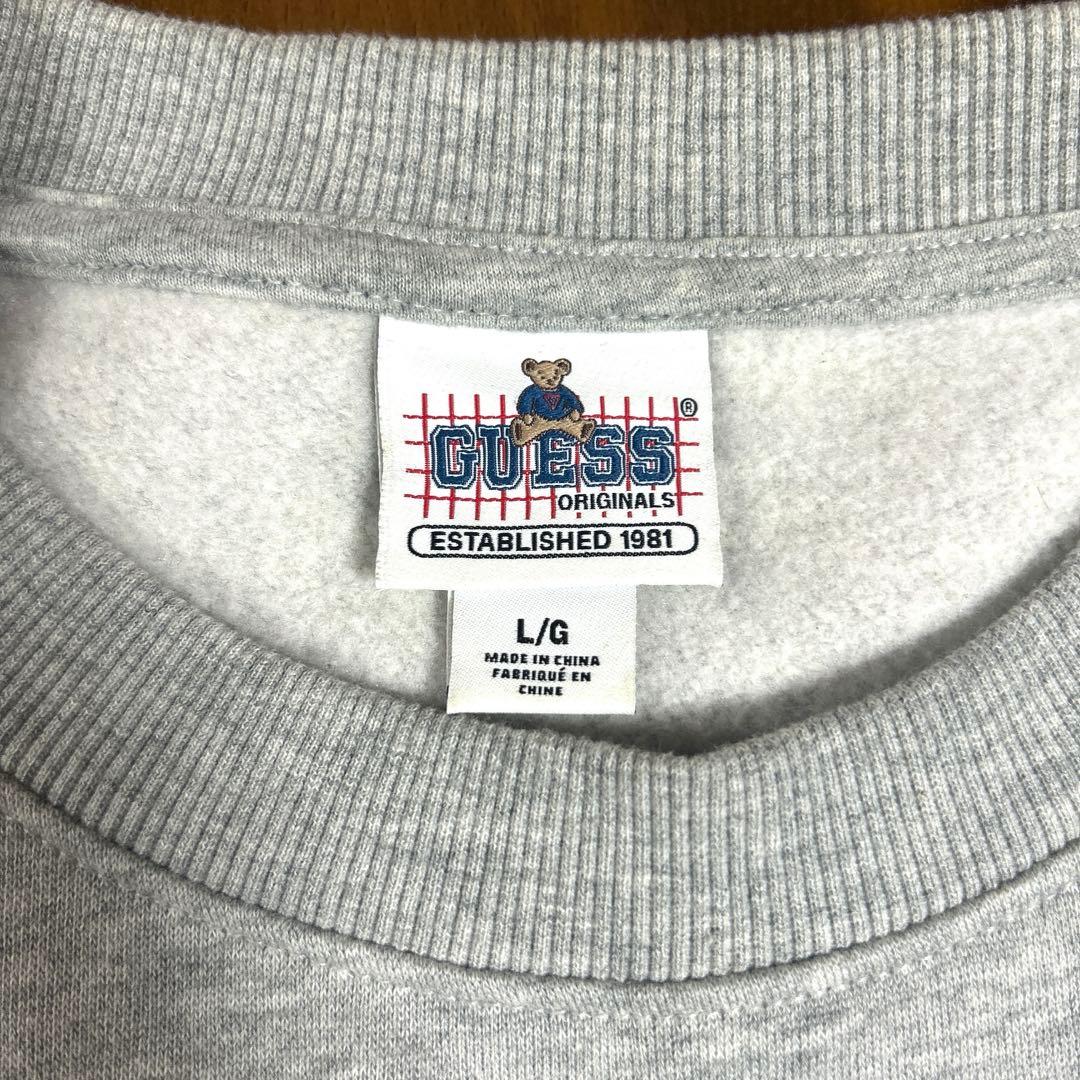 GUESS®
ORIGINALS
ESTABLISHED 1981
L/G
MADE IN CHINA
FABRIQUÉ EN
CHINE